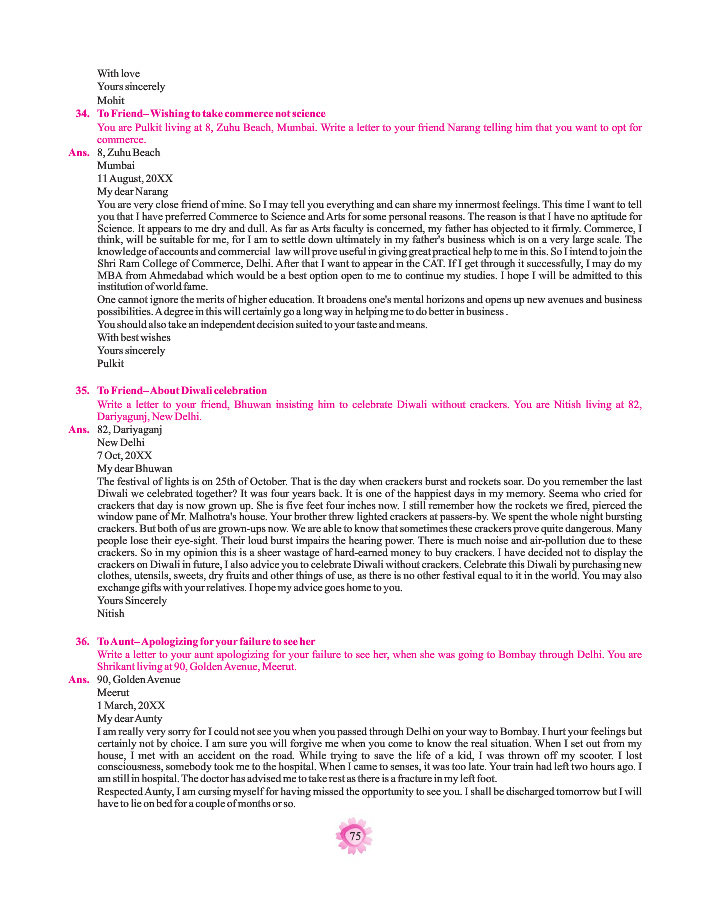 With love
Yours sincerely
Mohit
34. To Friend–Wishing to take commerce not science
You are Pulkit living at 8, Zuhu Beach, Mumbai. Write a letter to your friend Narang telling him that you want to opt for
commerce.
Ans. 8, Zuhu Beach
Mumbai
11 August, 20XX
My dear Narang
You are very close friend of mine. So I may tell you everything and can share my innermost feelings. This time I want to tell
you that I have preferred Commerce to Science and Arts for some personal reasons. The reason is that I have no aptitude for
Science. It appears to me dry and dull. As far as Arts faculty is concerned, my father has objected to it firmly. Commerce, I
think, will be suitable for me, for I am to settle down ultimately in my father's business which is on a very large scale. The
knowledge of accounts and commercial law will prove useful in giving great practical help to me in this. So I intend to join the
Shri Ram College of Commerce, Delhi. After that I want to appear in the CAT. If I get through it successfully, I may do my
MBA from Ahmedabad which would be a best option open to me to continue my studies. I hope I will be admitted to this
institution of world fame.
One cannot ignore the merits of higher education. It broadens one's mental horizons and opens up new avenues and business
possibilities. A degree in this will certainly go a long way in helping me to do better in business .
You should also take an independent decision suited to your taste and means.
With best wishes
Yours sincerely
Pulkit
35. To Friend–About Diwali celebration
Write a letter to your friend, Bhuwan insisting him to celebrate Diwali without crackers. You are Nitish living at 82,
Dariyagunj, New Delhi.
Ans. 82, Dariyaganj
New Delhi
7 Oct, 20XX
My dear Bhuwan
The festival of lights is on 25th of October. That is the day when crackers burst and rockets soar. Do you remember the last
Diwali we celebrated together? It was four years back. It is one of the happiest days in my memory. Seema who cried for
crackers that day is now grown up. She is five feet four inches now. I still remember how the rockets we fired, pierced the
window pane of Mr. Malhotra's house. Your brother threw lighted crackers at passers-by. We spent the whole night bursting
crackers. But both of us are grown-ups now. We are able to know that sometimes these crackers prove quite dangerous. Many
people lose their eye-sight. Their loud burst impairs the hearing power. There is much noise and air-pollution due to these
crackers. So in my opinion this is a sheer wastage of hard-earned money to buy crackers. I have decided not to display the
crackers on Diwali in future, I also advice you to celebrate Diwali without crackers. Celebrate this Diwali by purchasing new
clothes, utensils, sweets, dry fruits and other things of use, as there is no other festival equal to it in the world. You may also
exchange gifts with your relatives. I hope my advice goes home to you.
Yours Sincerely
Nitish
36. To Aunt–Apologizing for your failure to see her
Write a letter to your aunt apologizing for your failure to see her, when she was going to Bombay through Delhi. You are
Shrikant living at 90, Golden Avenue, Meerut.
Ans. 90, Golden Avenue
Meerut
1 March, 20XX
My dear Aunty
I am really very sorry for I could not see you when you passed through Delhi on your way to Bombay. I hurt your feelings but
certainly not by choice. I am sure you will forgive me when you come to know the real situation. When I set out from my
house, I met with an accident on the road. While trying to save the life of a kid, I was thrown off my scooter. I lost
consciousness, somebody took me to the hospital. When I came to senses, it was too late. Your train had left two hours ago. I
am still in hospital. The doctor has advised me to take rest as there is a fracture in my left foot.
Respected Aunty, I am cursing myself for having missed the opportunity to see you. I shall be discharged tomorrow but I will
have to lie on bed for a couple of months or so.
75